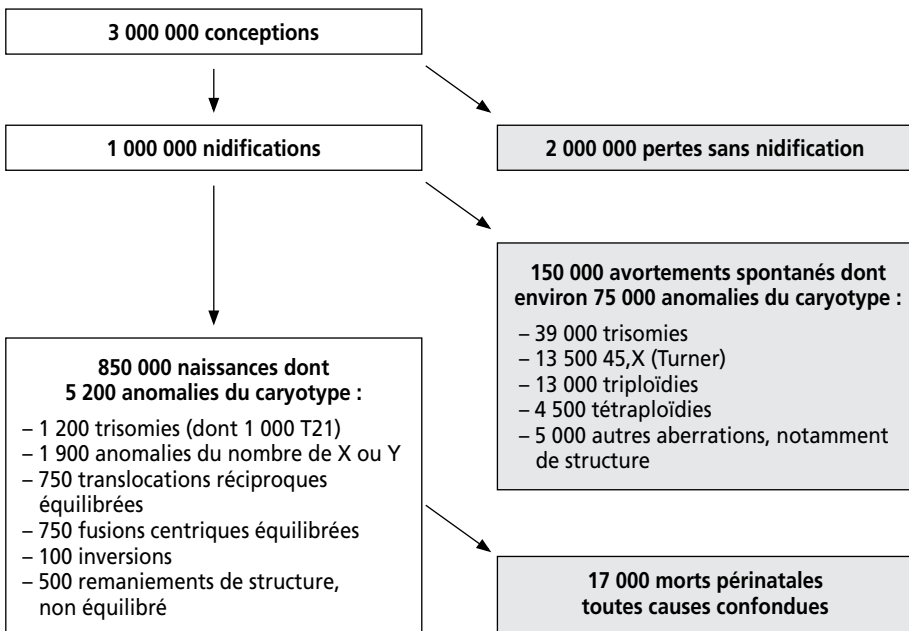 3 000 000 conceptions
1 000 000 nidifications
2 000 000 pertes sans nidification
150 000 avortements spontanés dont
environ 75 000 anomalies du caryotype :
– 39 000 trisomies
– 13 500 45,X (Turner)
– 13 000 triploïdies
– 4 500 tétraploïdies
– 5 000 autres aberrations, notamment
de structure
850 000 naissances dont
5 200 anomalies du caryotype :
– 1 200 trisomies (dont 1 000 T21)
– 1 900 anomalies du nombre de X ou Y
– 750 translocations réciproques
équilibrées
– 750 fusions centriques équilibrées
– 100 inversions
– 500 remaniements de structure,
non équilibré
17 000 morts périnatales
toutes causes confondues